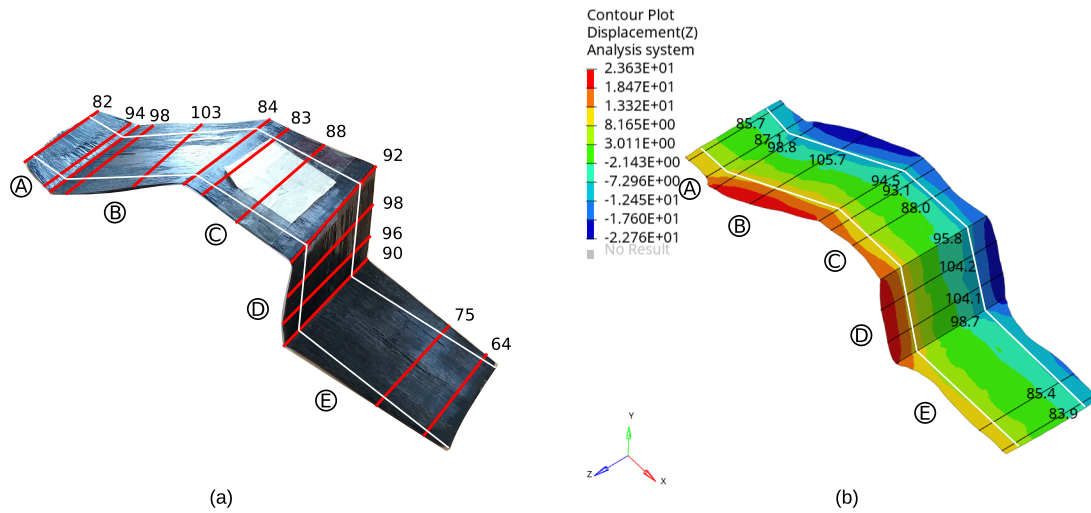 82
94 98
103
84
83
88
92
98
96
90
75
64
A
B
C
D
E
(a)
Contour Plot
Displacement(Z)
Analysis system
2.363E+01
1.847E+01
1.332E+01
8.165E+00
3.011E+00
-2.143E+00
-7.296E+00
-1.245E+01
-1.760E+01
-2.276E+01
No Result
85.7
87.1
98.8
105.7
94.5
93.1
88.0
95.8
104.2
104.1
98.7
85.4
83.9
A
B
C
D
E
Y
Z
X
(b)